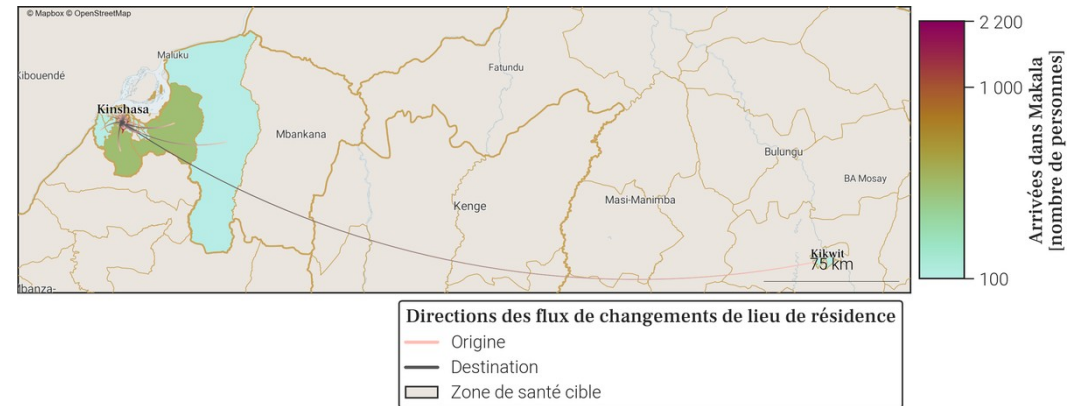 © Mapbox © OpenStreetMap
Maluku
Fatundu
Kinshasa
Mbankana
Bulungu
BA Mosay
Kenge
Masi-Manimba
Kikwit
75 km
2 200
1 000
100
Arrivées dans Makala
[nombre de personnes]
Directions des flux de changements de lieu de résidence
Origine
Destination
Zone de santé cible